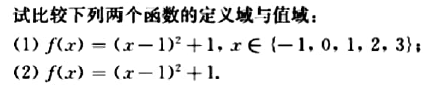 试比较下列两个函数的定义域与值域：
(1) f(x) = (x－1)² ＋1, x ∈ {－1, 0, 1, 2, 3}；
(2) f(x) = (x－1)² ＋1.